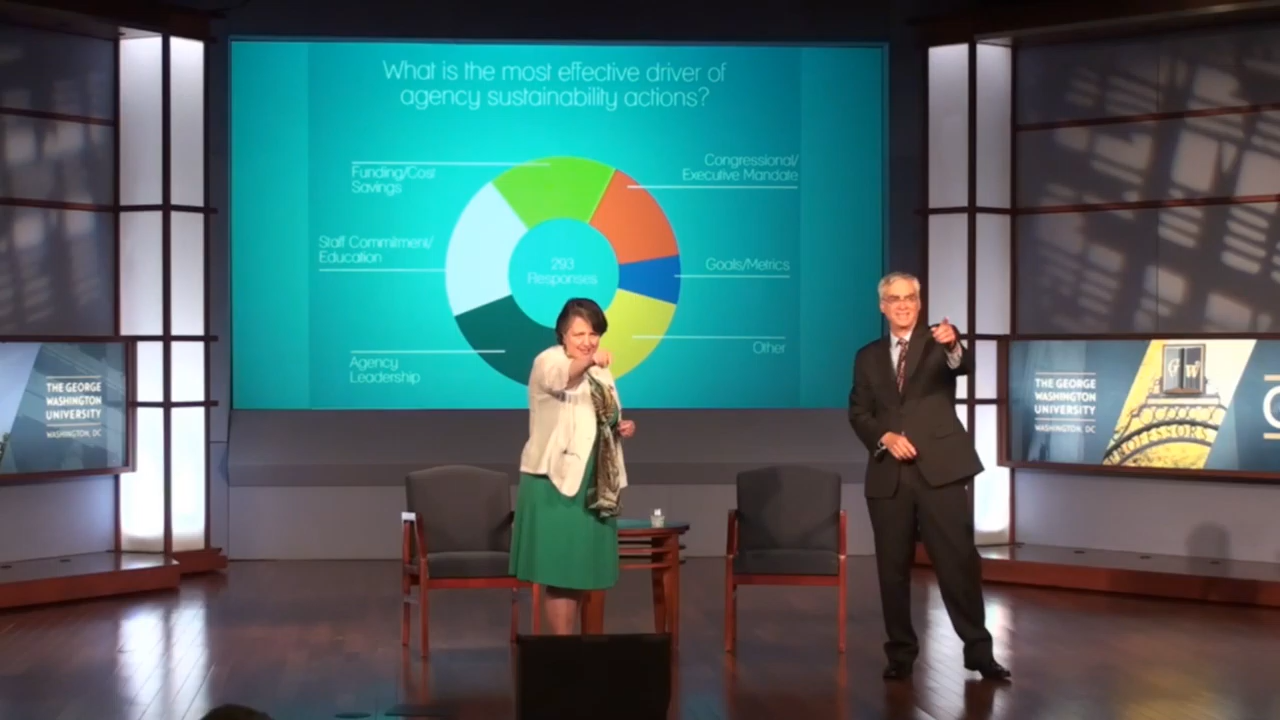 What is the most effective driver of
agency sustainability actions?
Funding/Cost
Savings
Congressional/
Executive Mandate
Staff Commitment/
Education
293
Responses
Goals/Metrics
Other
Agency
Leadership
THE GEORGE
WASHINGTON
UNIVERSITY
WASHINGTON, DC
THE GEORGE
WASHINGTON
UNIVERSITY
WASHINGTON, DC
G W
PROFESSORS